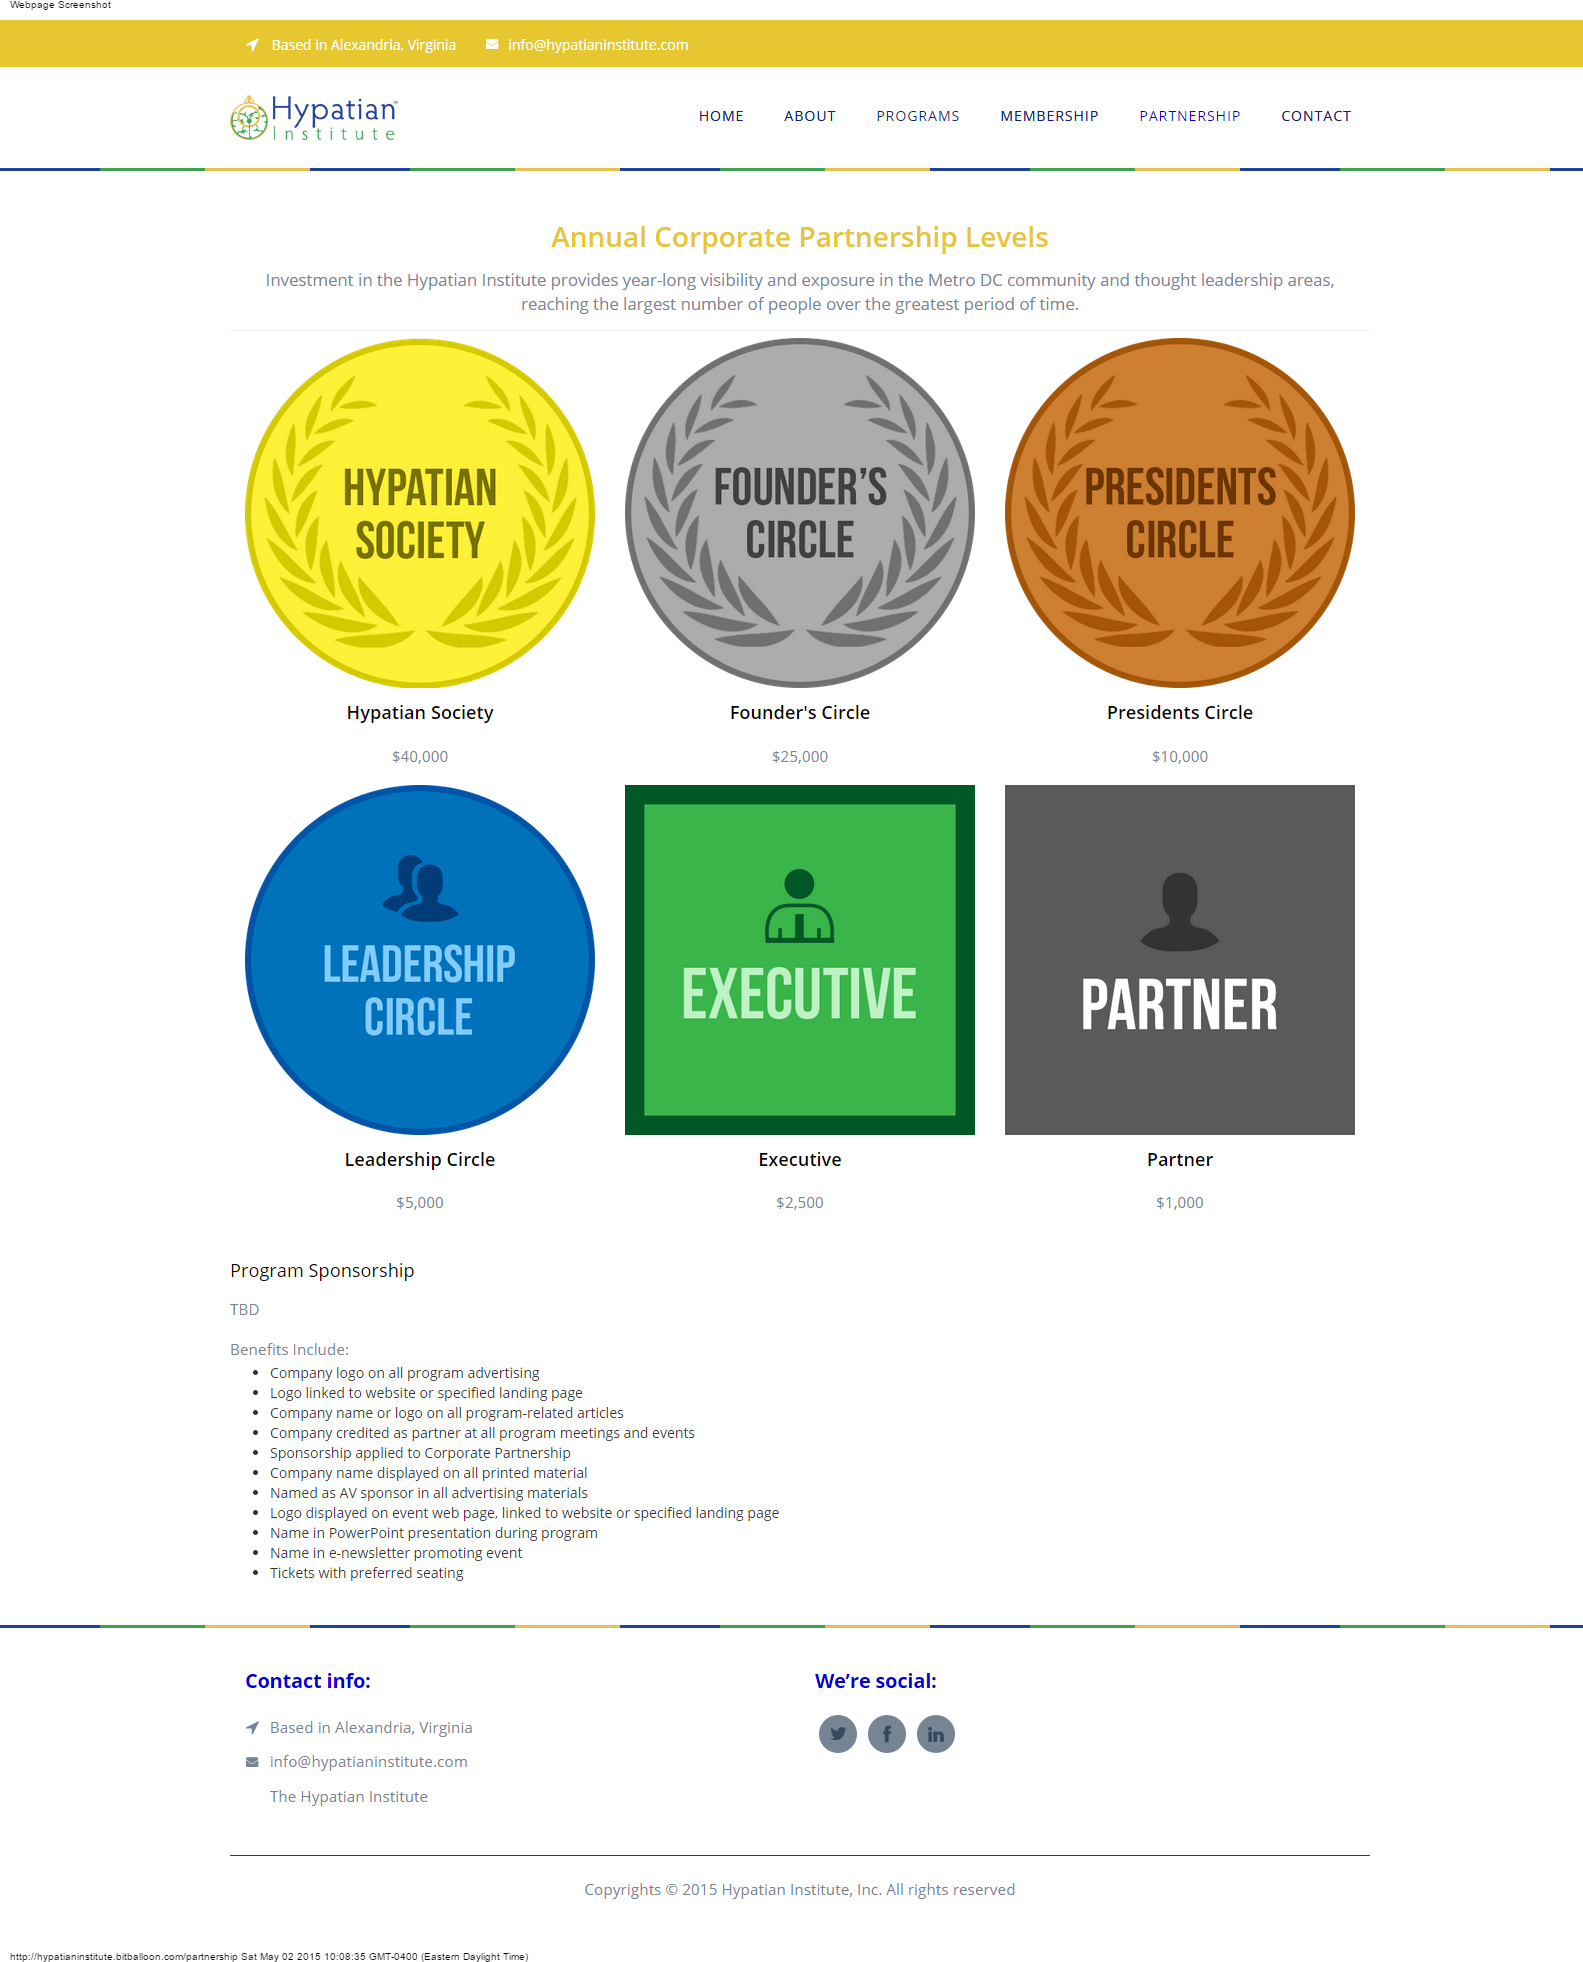 Webpage Screenshot
Based in Alexandria, Virginia info@hypatianinstitute.com
Hypatian
Institute
HOME ABOUT PROGRAMS MEMBERSHIP PARTNERSHIP CONTACT
Annual Corporate Partnership Levels
Investment in the Hypatian Institute provides year-long visibility and exposure in the Metro DC community and thought leadership areas,
reaching the largest number of people over the greatest period of time.
HYPATIAN
SOCIETY
FOUNDER'S
CIRCLE
PRESIDENTS
CIRCLE
Hypatian Society
Founder's Circle
Presidents Circle
$40,000
$25,000
$10,000
LEADERSHIP
CIRCLE
EXECUTIVE
PARTNER
Leadership Circle
Executive
Partner
$5,000
$2,500
$1,000
Program Sponsorship
TBD
Benefits Include:
• Company logo on all program advertising
• Logo linked to website or specified landing page
• Company name or logo on all program-related articles
• Company credited as partner at all program meetings and events
• Sponsorship applied to Corporate Partnership
• Company name displayed on all printed material
• Named as AV sponsor in all advertising materials
• Logo displayed on event web page, linked to website or specified landing page
• Name in PowerPoint presentation during program
• Name in e-newsletter promoting event
• Tickets with preferred seating
Contact info:
Based in Alexandria, Virginia
info@hypatianinstitute.com
The Hypatian Institute
We're social:
Copyrights © 2015 Hypatian Institute, Inc. All rights reserved
http://hypatianinstitute.bitballoon.com/partnership Sat May 02 2015 10:08:35 GMT-0400 (Eastern Daylight Time)